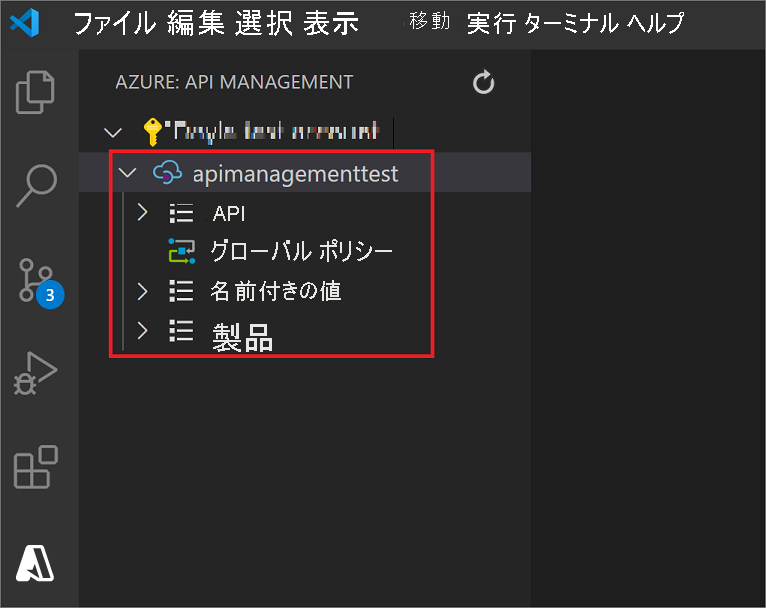 ファイル 編集 選択 表示 移動 実行 ターミナル ヘルプ
AZURE: API MANAGEMENT
apimanagementtest
API
グローバル ポリシー
名前付きの値
3
製品